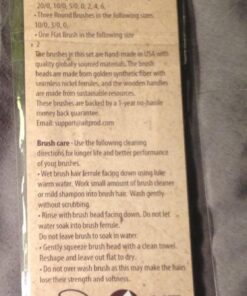 20/0, 10/0, 5/0, 0, 2, 4, 6,
• Three Round Brushes in the following sizes
10/0, 3/0, 0,
• One Flat Brush in the following size
• 2
The brushes in this set are hand-made in USA with
quality globally sourced materials. The brush
heads are made from golden synthetic fiber with
seamless nickel ferrules, and the wooden handles
are made from sustainable resources.
These brushes are backed by a 1-year no-hassle
money back guarantee.
Email: support@
Brush care - Use the following cleaning
directions for longer life and better performance
of your brushes.
• Wet brush hair ferrule facing down using luke
warm water. Work small amount of brush cleaner
or mild shampoo into brush hair. Wash gently
without scrubbing.
• Rinse with brush head facing down. Do not let
water soak into brush ferrule.
Do not leave brush to soak in water.
• Gently squeeze brush head with a clean towel.
Reshape and leave out flat to dry.
• Do not over wash brush as this may make the hairs
lose their strength and softness.